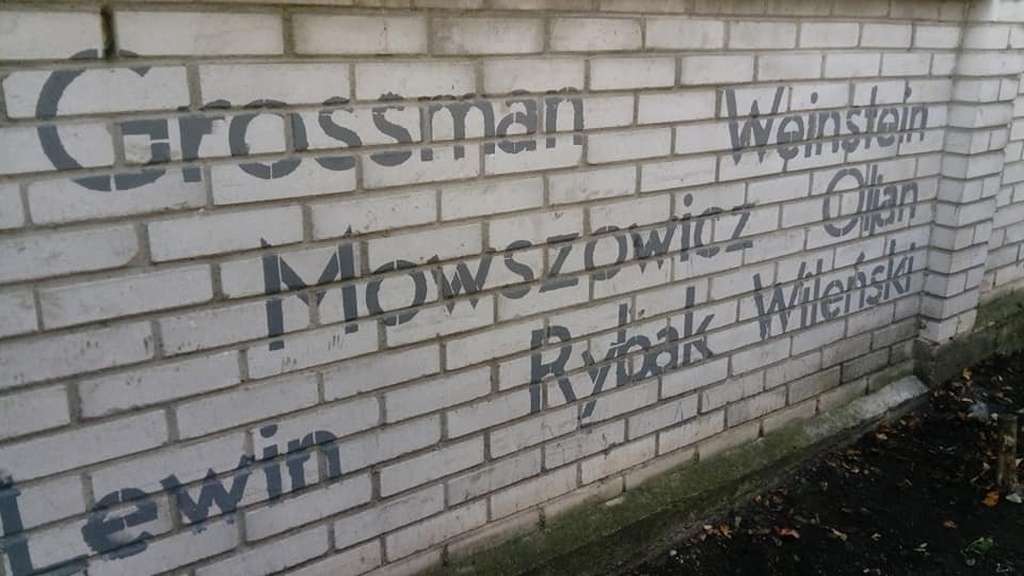 Grossman
Weinstein
Mowszowicz
Oljan
Rybak
Wileński
Lewin